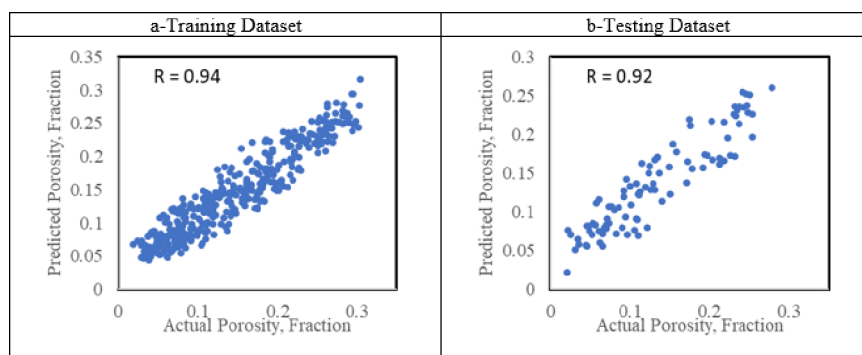 a-Training Dataset
b-Testing Dataset
R = 0.94
Predicted Porosity, Fraction
0.35
0.3
0.25
0.2
0.15
0.1
0.05
0
0
0.1
0.2
0.3
Actual Porosity, Fraction
R = 0.92
Predicted Porosity, Fraction
0.3
0.25
0.2
0.15
0.1
0.05
0
0
0.1
0.2
0.3
Actual Porosity, Fraction